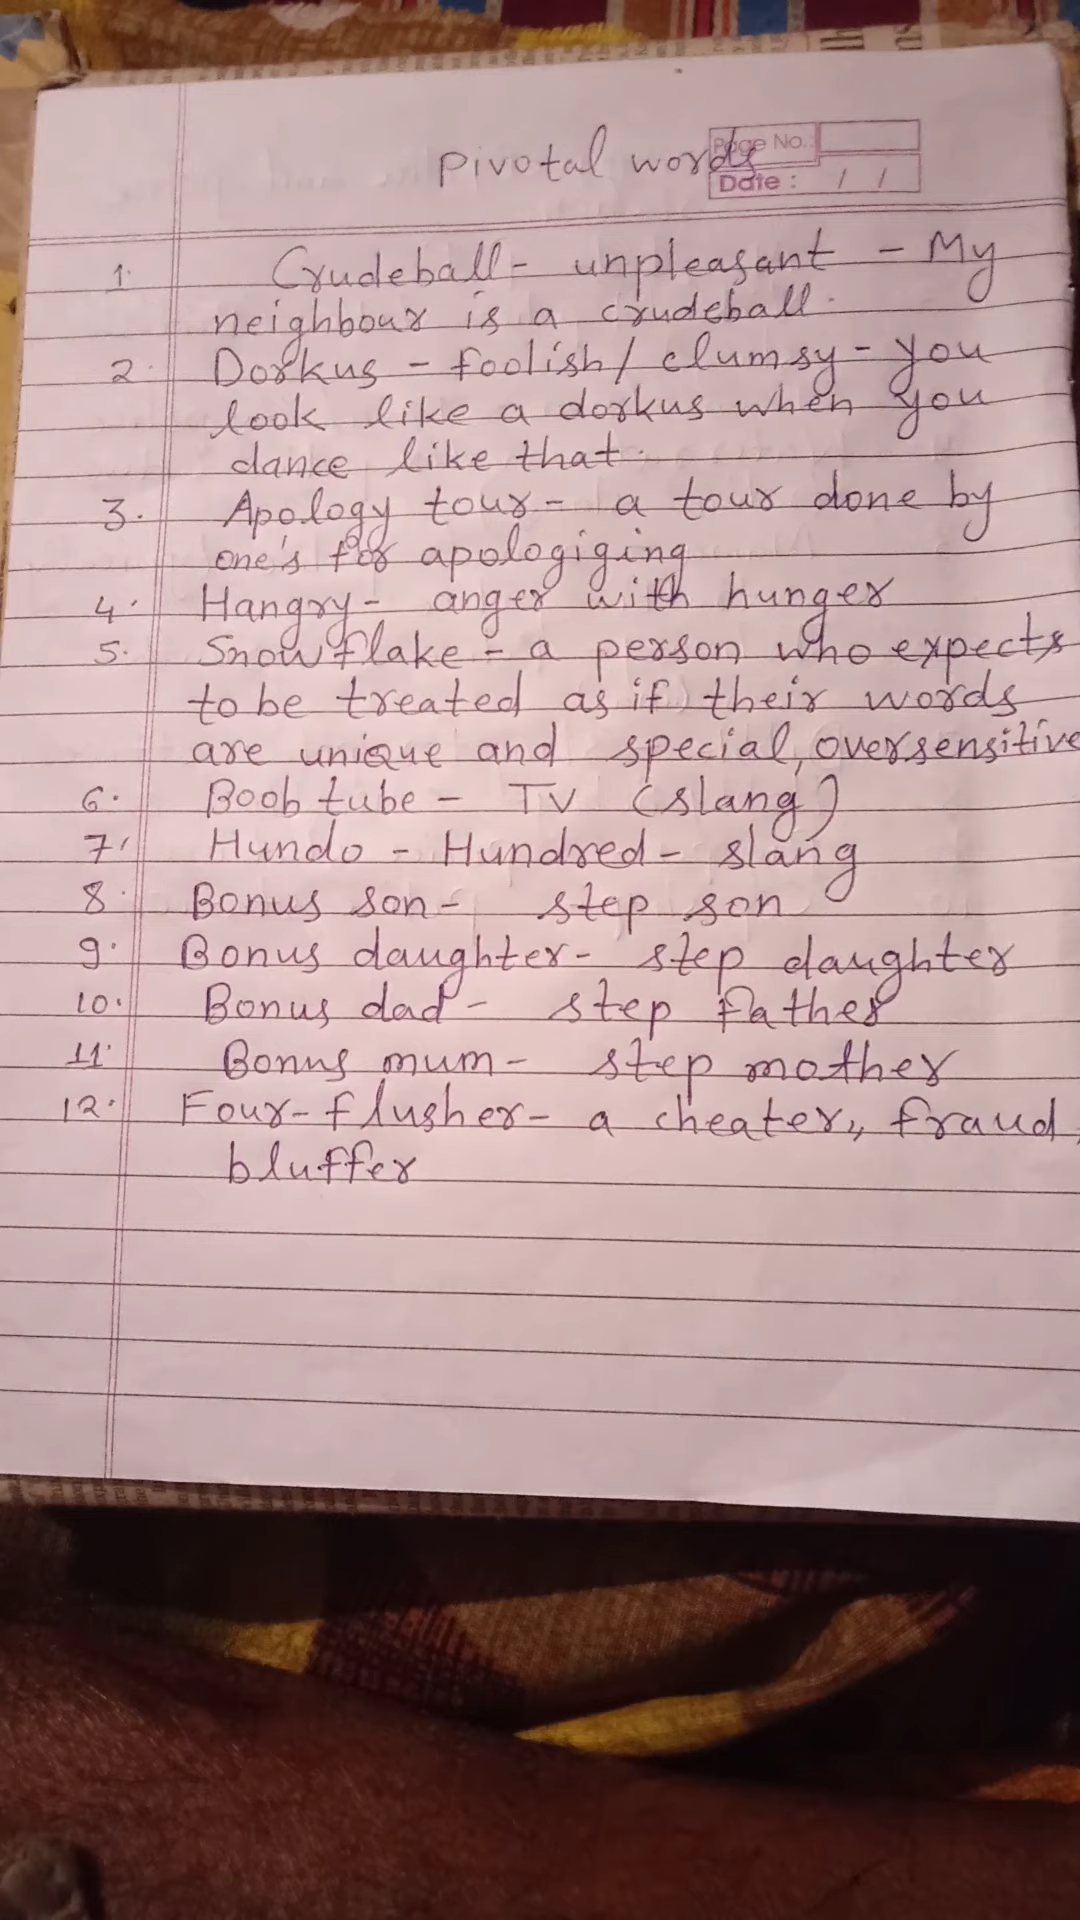 Pivotal words
Page No.:
Date : / /
1. Crudeball - unpleasant - My
neighbour is a crudeball.
2. Dorkus - foolish / clumsy - you
look like a dorkus when you
dance like that.
3. Apology tour - a tour done by
one's for apologiging
4. Hangry - anger with hunger
5. Snowflake - a person who expects
to be treated as if their words
are unique and special, oversensitive
6. Boob tube - TV (slang)
7. Hundo - Hundred - slang
8. Bonus son - step son
9. Bonus daughter - step daughter
10. Bonus dad - step father
11. Bonus mum - step mother
12. Four-flusher - a cheater,, fraud,
bluffer